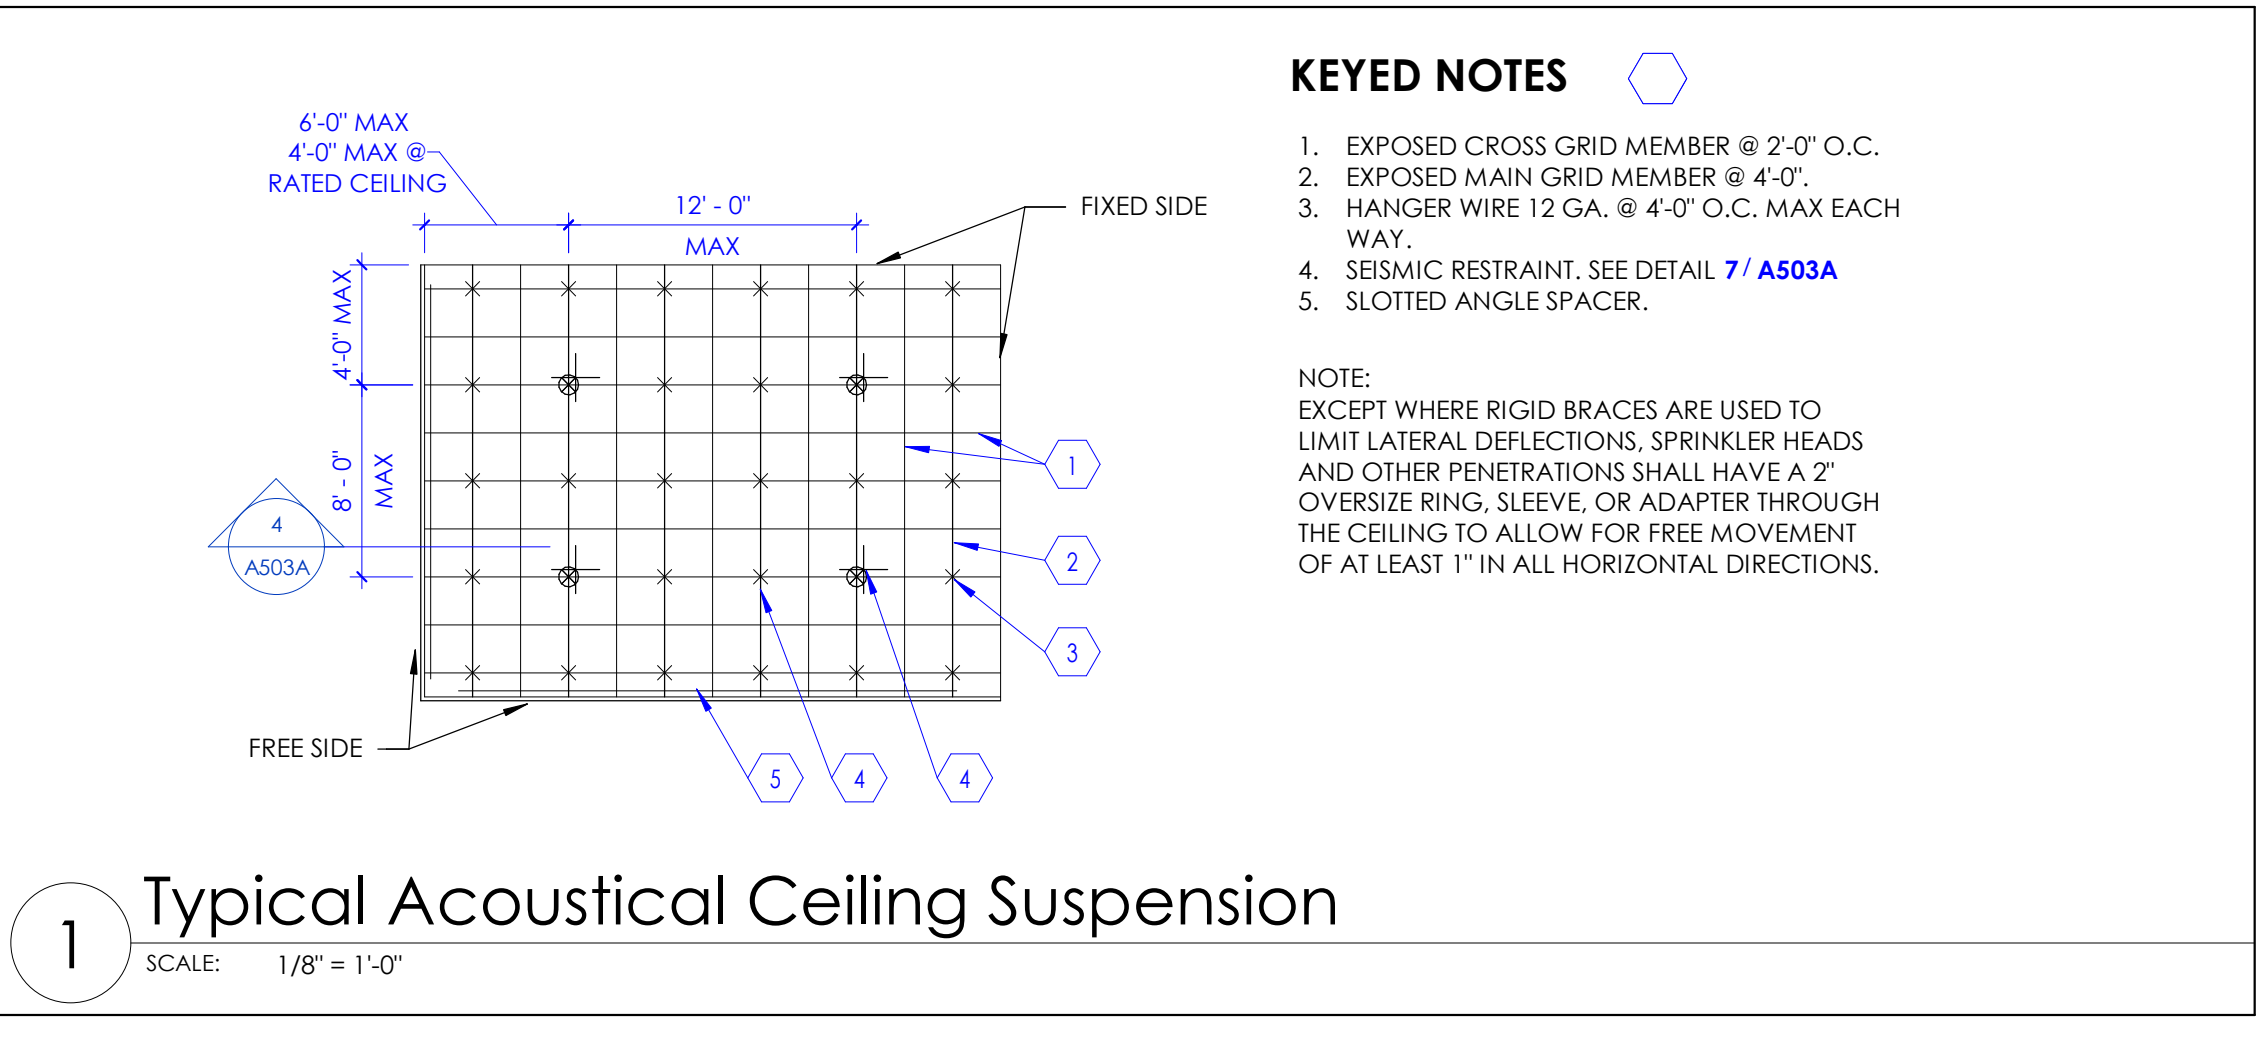 6'-0" MAX
4'-0" MAX @
RATED CEILING
12' - 0"
MAX
FIXED SIDE
4'-0" MAX
8' - 0"
MAX
4
A503A
1
2
3
FREE SIDE
5
4
4
KEYED NOTES
1. EXPOSED CROSS GRID MEMBER @ 2'-0" O.C.
2. EXPOSED MAIN GRID MEMBER @ 4'-0".
3. HANGER WIRE 12 GA. @ 4'-0" O.C. MAX EACH
WAY.
4. SEISMIC RESTRAINT. SEE DETAIL 7 / A503A
5. SLOTTED ANGLE SPACER.
NOTE:
EXCEPT WHERE RIGID BRACES ARE USED TO
LIMIT LATERAL DEFLECTIONS, SPRINKLER HEADS
AND OTHER PENETRATIONS SHALL HAVE A 2"
OVERSIZE RING, SLEEVE, OR ADAPTER THROUGH
THE CEILING TO ALLOW FOR FREE MOVEMENT
OF AT LEAST 1" IN ALL HORIZONTAL DIRECTIONS.
1
Typical Acoustical Ceiling Suspension
SCALE: 1/8" = 1'-0"